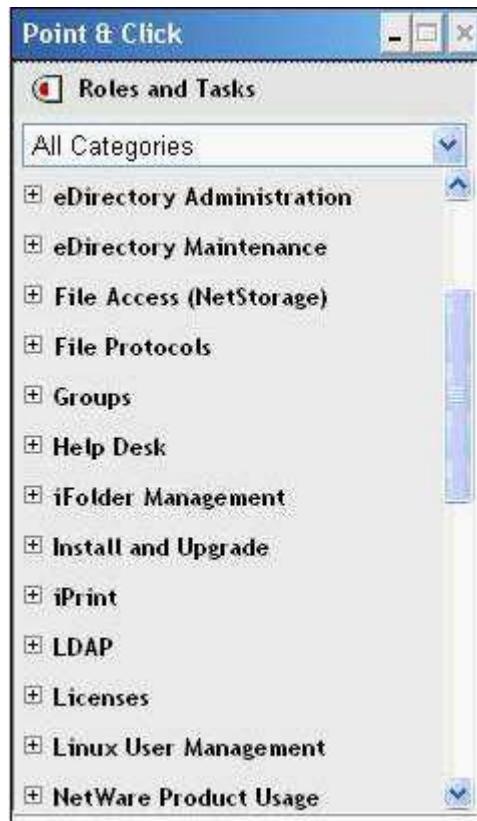 Point & Click
Roles and Tasks
All Categories
eDirectory Administration
eDirectory Maintenance
File Access (NetStorage)
File Protocols
Groups
Help Desk
iFolder Management
Install and Upgrade
iPrint
LDAP
Licenses
Linux User Management
NetWare Product Usage